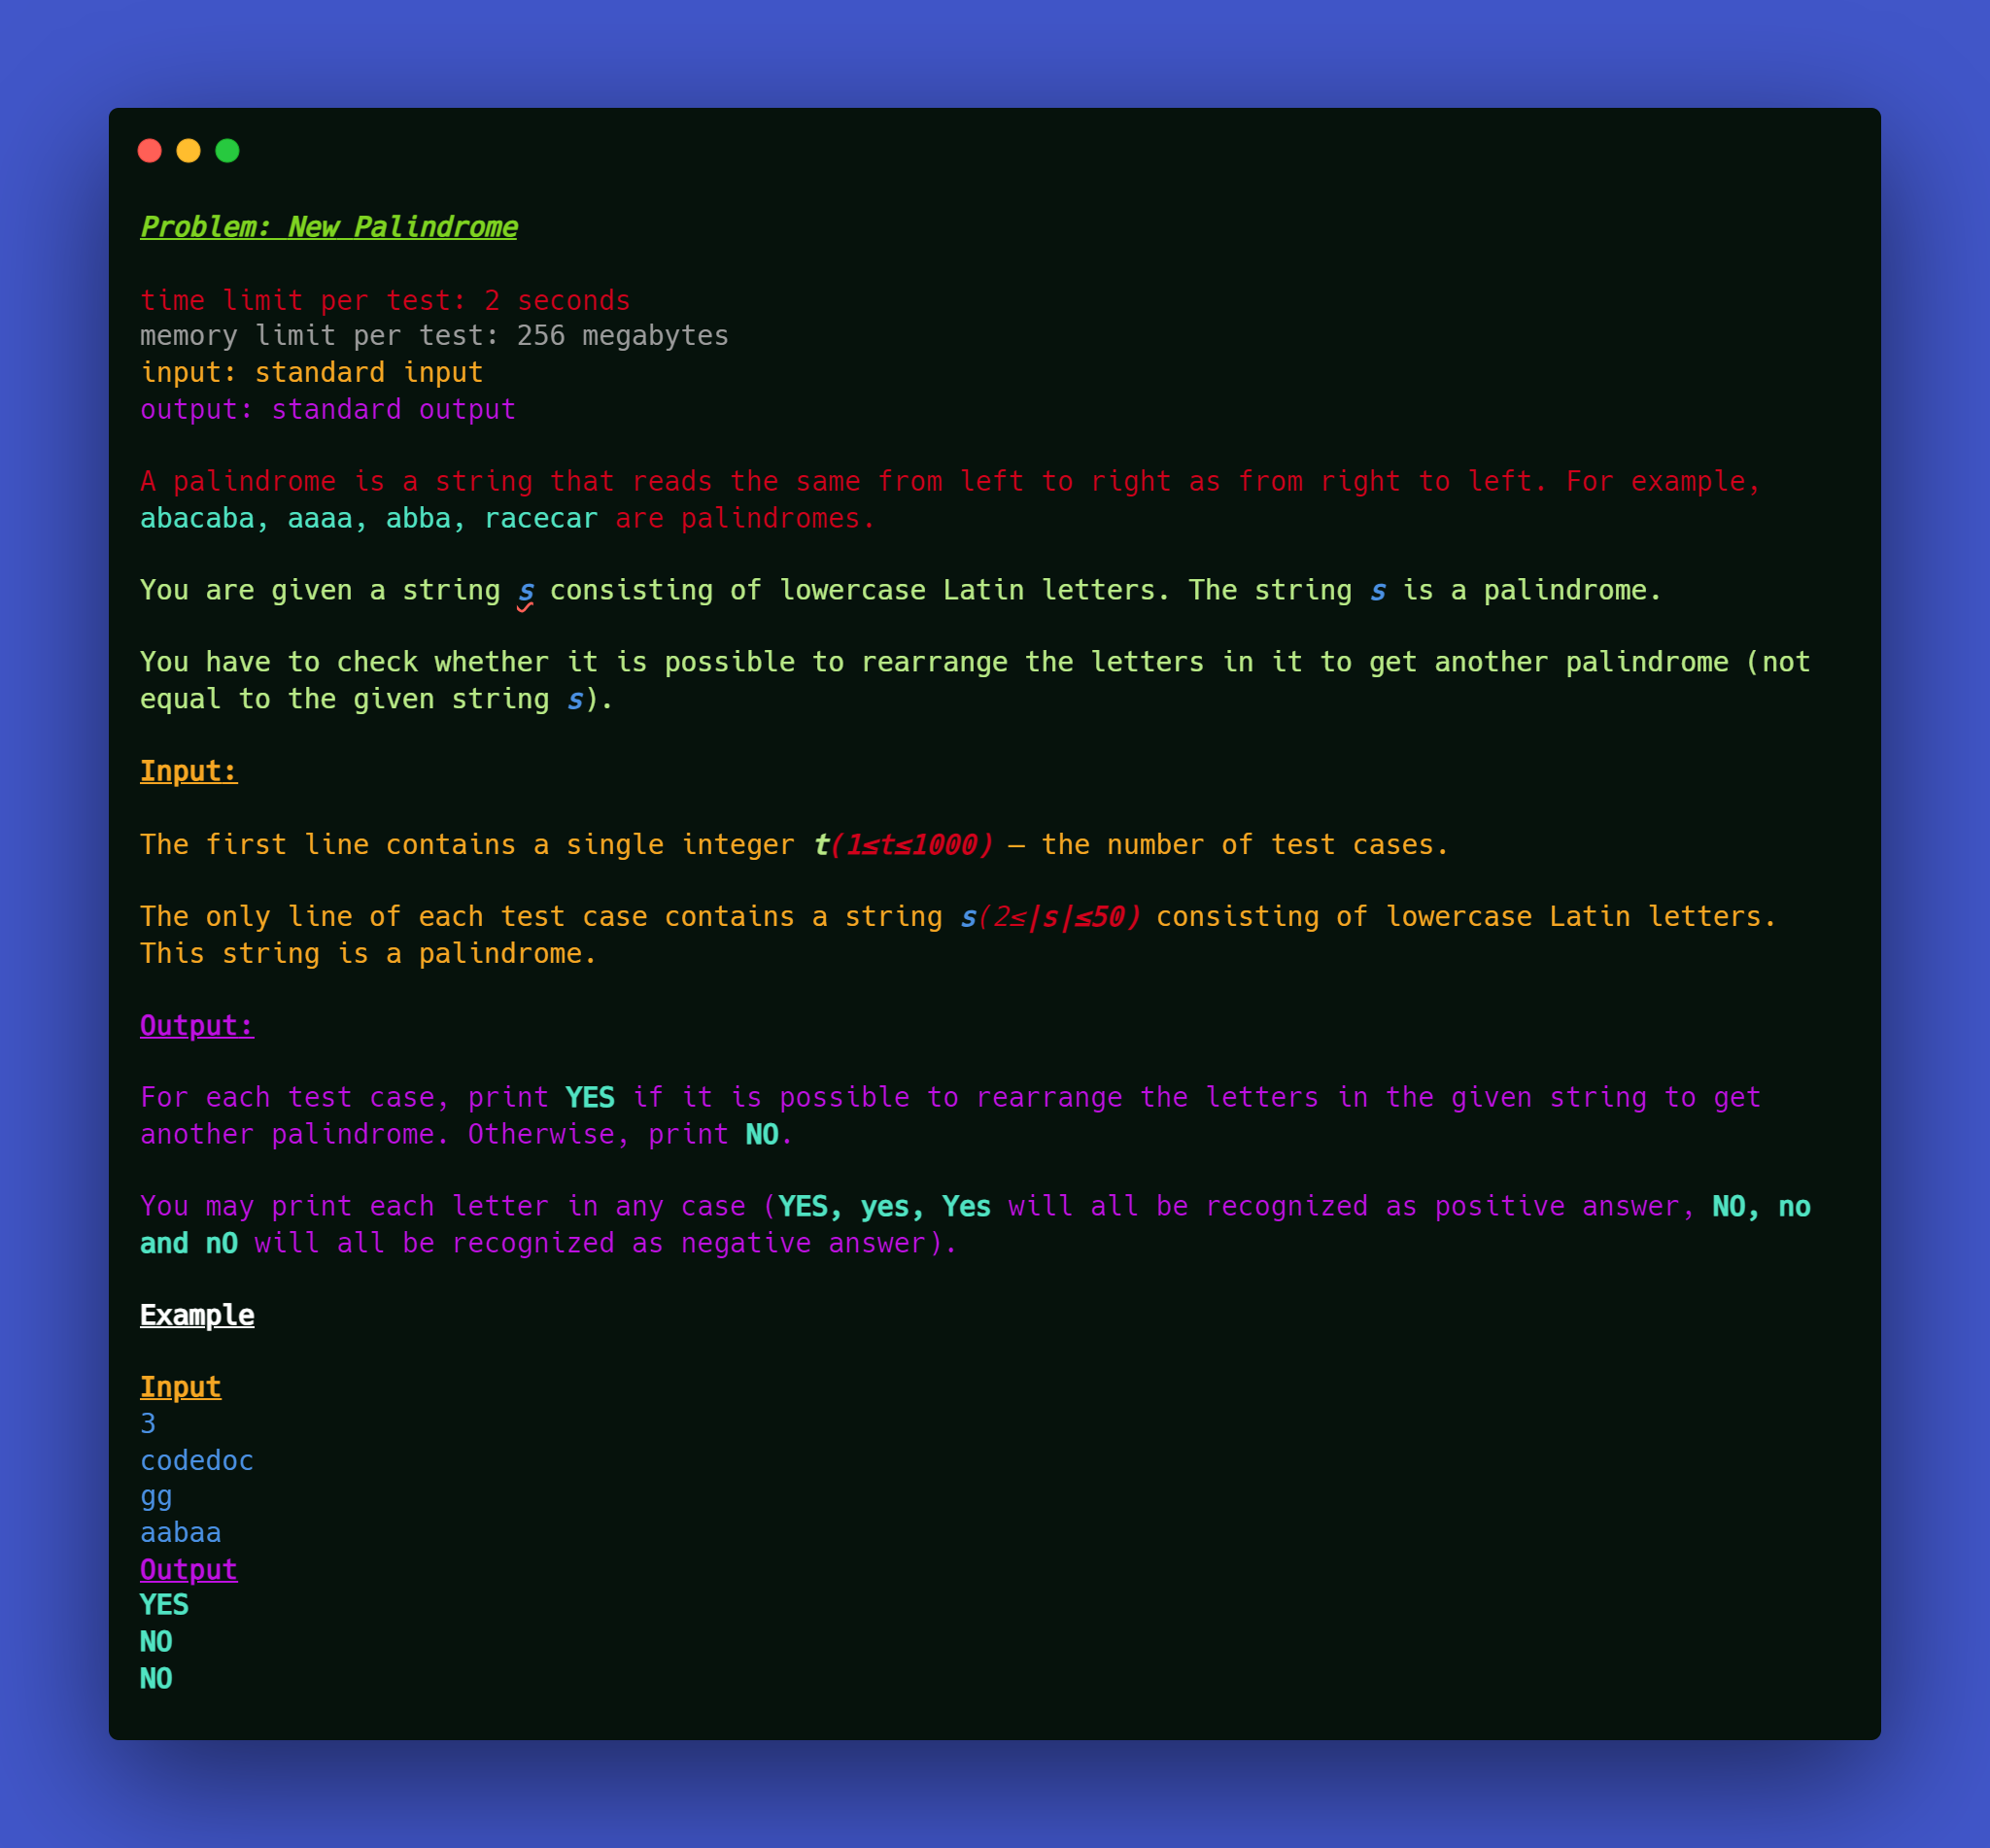 Problem: New Palindrome
time limit per test: 2 seconds
memory limit per test: 256 megabytes
input: standard input
output: standard output
A palindrome is a string that reads the same from left to right as from right to left. For example,
abacaba, aaaa, abba, racecar are palindromes.
You are given a string s consisting of lowercase Latin letters. The string s is a palindrome.
You have to check whether it is possible to rearrange the letters in it to get another palindrome (not
equal to the given string s).
Input:
The first line contains a single integer t(1≤t≤1000) — the number of test cases.
The only line of each test case contains a string s(2≤|s|≤50) consisting of lowercase Latin letters.
This string is a palindrome.
Output:
For each test case, print YES if it is possible to rearrange the letters in the given string to get
another palindrome. Otherwise, print NO.
You may print each letter in any case (YES, yes, Yes will all be recognized as positive answer, NO, no
and nO will all be recognized as negative answer).
Example
Input
3
codedoc
gg
aabaa
Output
YES
NO
NO